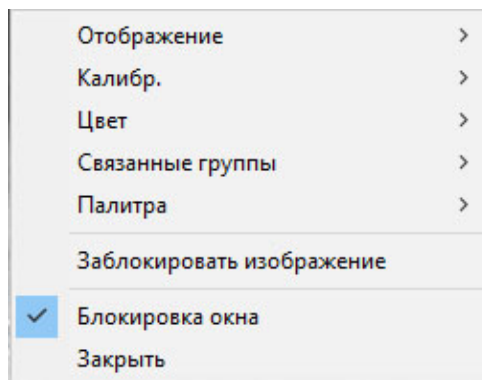 Отображение
Калибр.
Цвет
Связанные группы
Палитра
Заблокировать изображение
Блокировка окна
Закрыть